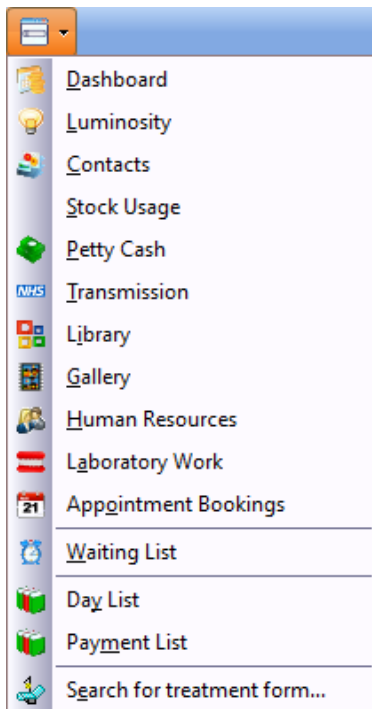 Dashboard
Luminosity
Contacts
Stock Usage
Petty Cash
NHS Transmission
Library
Gallery
Human Resources
Laboratory Work
21 Appointment Bookings
Waiting List
Day List
Payment List
Search for treatment form...